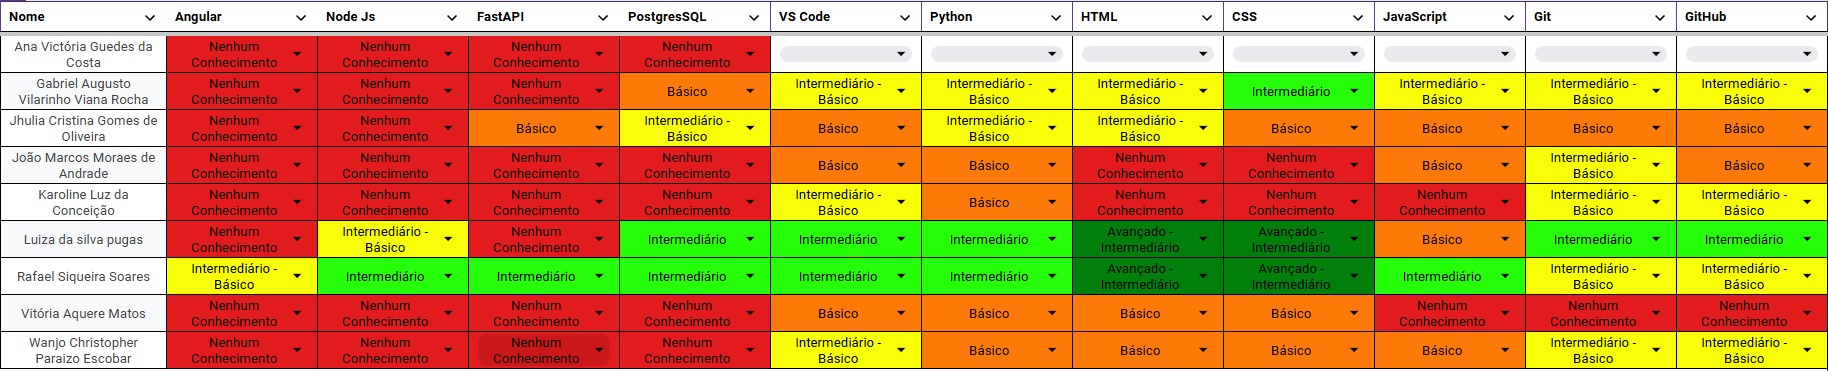 Nome Angular Node Js FastAPI PostgresSQL VS Code Python HTML CSS JavaScript Git GitHub
Ana Victória Guedes da Costa Nenhum Conhecimento Nenhum Conhecimento Nenhum Conhecimento Nenhum Conhecimento
Gabriel Augusto Vilarinho Viana Rocha Nenhum Conhecimento Nenhum Conhecimento Nenhum Conhecimento Básico Intermediário - Básico Intermediário - Básico Intermediário - Básico Intermediário Intermediário - Básico Intermediário - Básico Intermediário - Básico
Jhulia Cristina Gomes de Oliveira Nenhum Conhecimento Nenhum Conhecimento Básico Intermediário - Básico Básico Intermediário - Básico Intermediário - Básico Básico Básico Básico Básico
João Marcos Moraes de Andrade Nenhum Conhecimento Nenhum Conhecimento Nenhum Conhecimento Nenhum Conhecimento Básico Básico Nenhum Conhecimento Nenhum Conhecimento Básico Intermediário - Básico Básico
Karoline Luz da Conceição Nenhum Conhecimento Nenhum Conhecimento Nenhum Conhecimento Nenhum Conhecimento Intermediário - Básico Básico Nenhum Conhecimento Nenhum Conhecimento Nenhum Conhecimento Intermediário - Básico Intermediário - Básico
Luiza da silva pugas Nenhum Conhecimento Intermediário - Básico Nenhum Conhecimento Intermediário Intermediário Intermediário Avançado - Intermediário Avançado - Intermediário Básico Intermediário Intermediário
Rafael Siqueira Soares Intermediário - Básico Intermediário Intermediário Intermediário Intermediário Intermediário Avançado - Intermediário Avançado - Intermediário Intermediário Intermediário - Básico Intermediário - Básico
Vitória Aquere Matos Nenhum Conhecimento Nenhum Conhecimento Nenhum Conhecimento Nenhum Conhecimento Básico Básico Básico Básico Nenhum Conhecimento Nenhum Conhecimento Nenhum Conhecimento
Wanjo Christopher Paraizo Escobar Nenhum Conhecimento Nenhum Conhecimento Nenhum Conhecimento Nenhum Conhecimento Intermediário - Básico Básico Básico Básico Básico Intermediário - Básico Intermediário - Básico